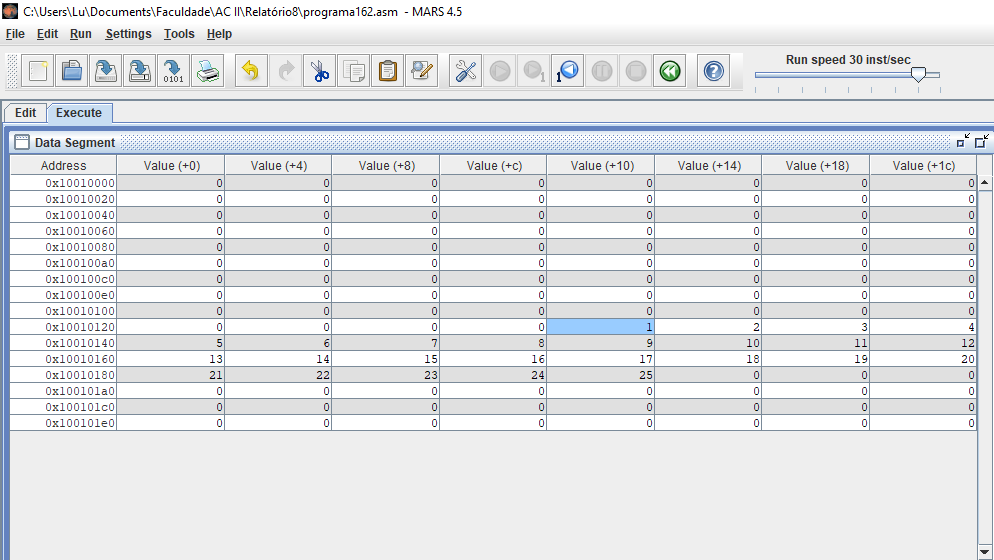 C:\Users\Lu\Documents\Faculdade\AC II\Relatório8\programa162.asm - MARS 4.5
File Edit Run Settings Tools Help
Run speed 30 inst/sec
0101
1
1
Edit Execute
Data Segment
Address Value (+0) Value (+4) Value (+8) Value (+c) Value (+10) Value (+14) Value (+18) Value (+1c)
0x10010000 0 0 0 0 0 0 0 0
0x10010020 0 0 0 0 0 0 0 0
0x10010040 0 0 0 0 0 0 0 0
0x10010060 0 0 0 0 0 0 0 0
0x10010080 0 0 0 0 0 0 0 0
0x100100a0 0 0 0 0 0 0 0 0
0x100100c0 0 0 0 0 0 0 0 0
0x100100e0 0 0 0 0 0 0 0 0
0x10010100 0 0 0 0 0 0 0 0
0x10010120 0 0 0 0 1 2 3 4
0x10010140 5 6 7 8 9 10 11 12
0x10010160 13 14 15 16 17 18 19 20
0x10010180 21 22 23 24 25 0 0 0
0x100101a0 0 0 0 0 0 0 0 0
0x100101c0 0 0 0 0 0 0 0 0
0x100101e0 0 0 0 0 0 0 0 0